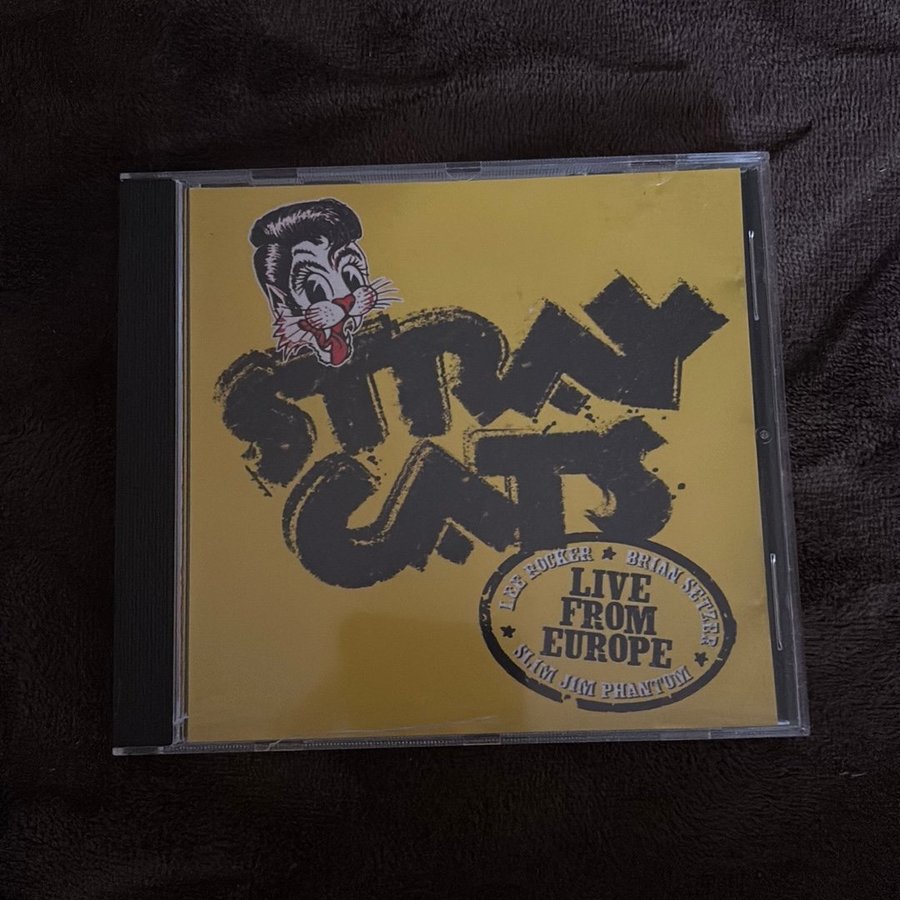 STRAY
CATS
LEE ROCKER ★ BRIAN SETZER ★
LIVE
FROM
EUROPE
★ SLIM JIM PHANTOM